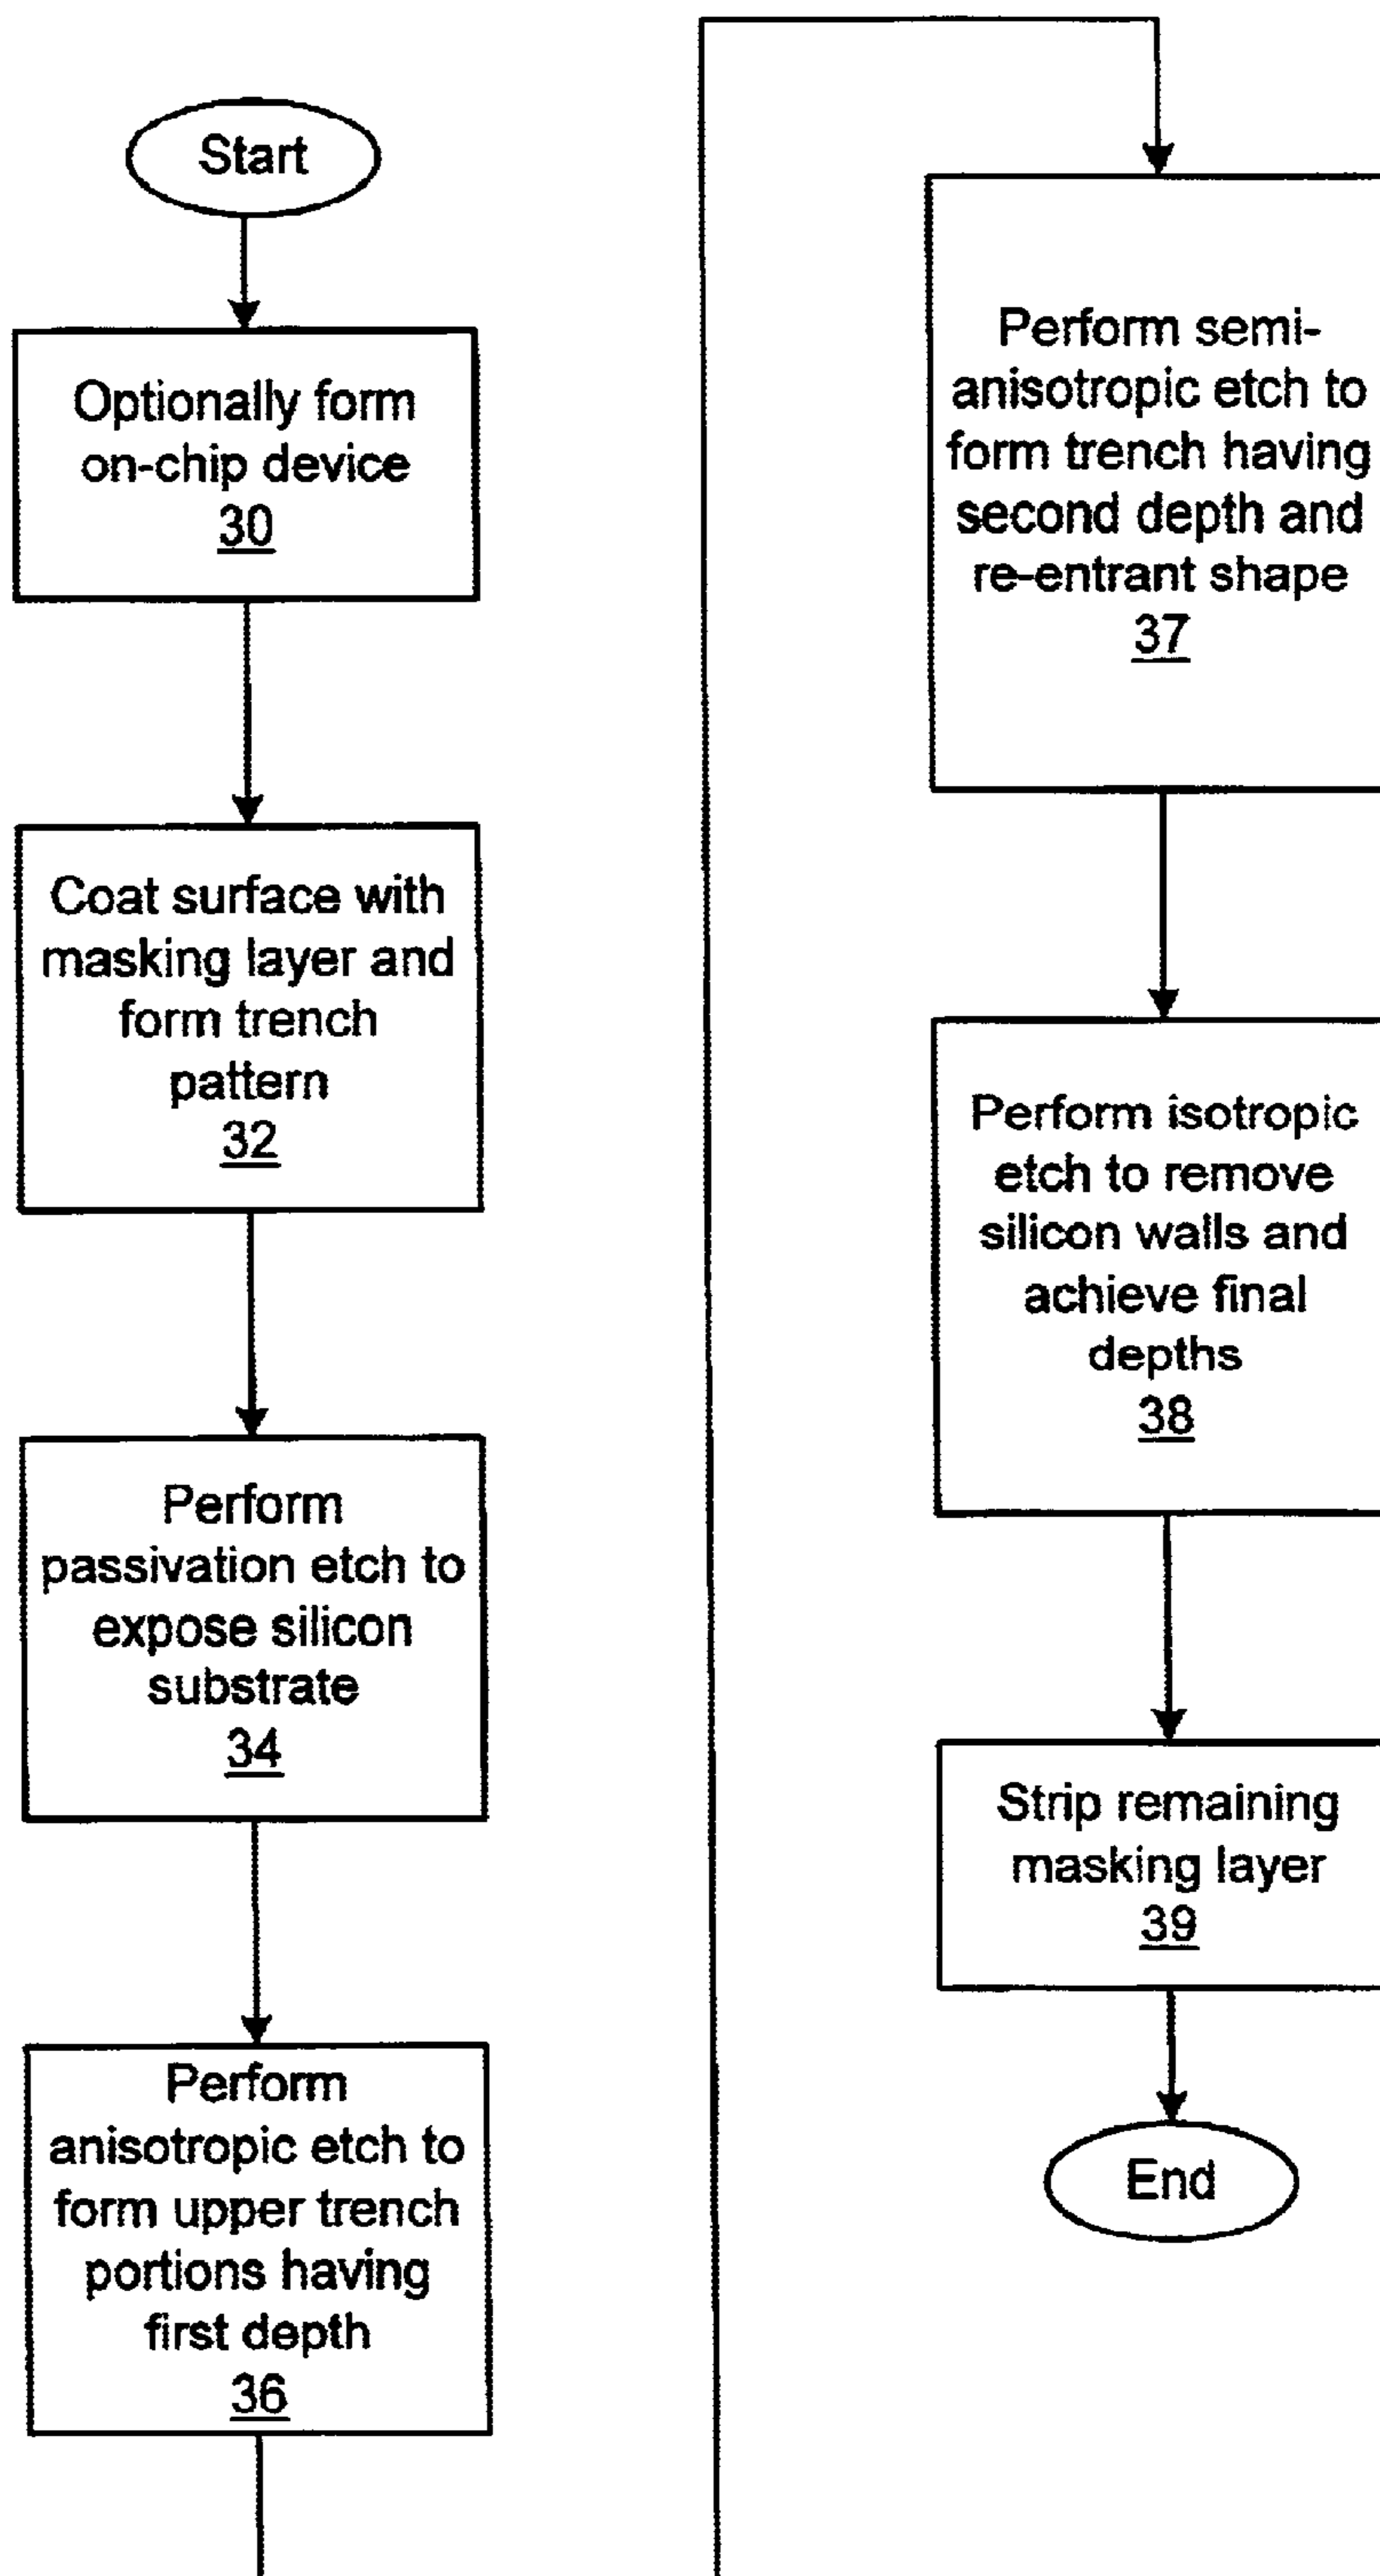 Start
Optionally form
on-chip device
30
Coat surface with
masking layer and
form trench
pattern
32
Perform
passivation etch to
expose silicon
substrate
34
Perform
anisotropic etch to
form upper trench
portions having
first depth
36
Perform semi-
anisotropic etch to
form trench having
second depth and
re-entrant shape
37
Perform isotropic
etch to remove
silicon walls and
achieve final
depths
38
Strip remaining
masking layer
39
End